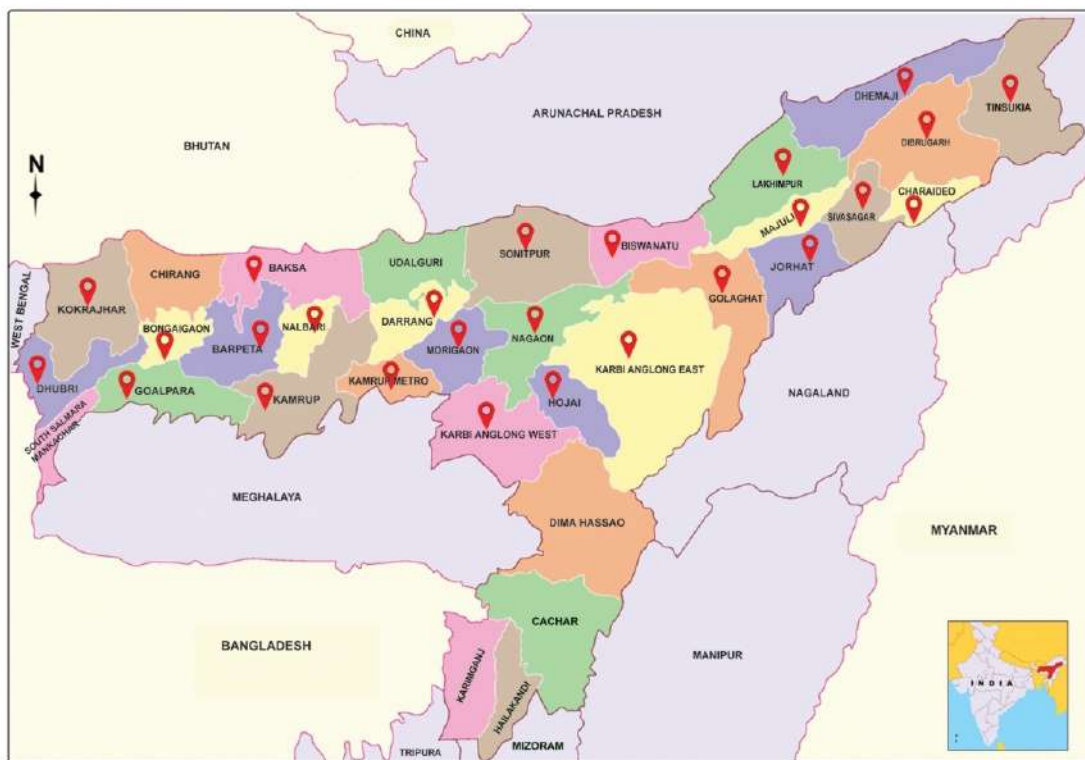 CHINA
ARUNACHAL PRADESH
BHUTAN
N
DHEMAJI
TINSUKIA
DIBRUGARH
LAKHIMPUR
CHARAIDEO
MAJULI
SIVASAGAR
JORHAT
BISWANATU
SONITPUR
UDALGURI
BAKSA
CHIRANG
WEST BENGAL
KOKRAJHAR
BONGAIGAON
NALBARI
DARRANG
BARPETA
MORIGAON
NAGAON
GOLAGHAT
KARBI ANGLONG EAST
DHUBRI
GOALPARA
KAMRUP
KAMRUP METRO
HOJAI
NAGALAND
SOUTH SALMARA
MANKACHAR
KARBI ANGLONG WEST
MEGHALAYA
DIMA HASSAO
MYANMAR
CACHAR
BANGLADESH
MANIPUR
KARIMGANJ
HAILAKANDI
TRIPURA
MIZORAM
INDIA